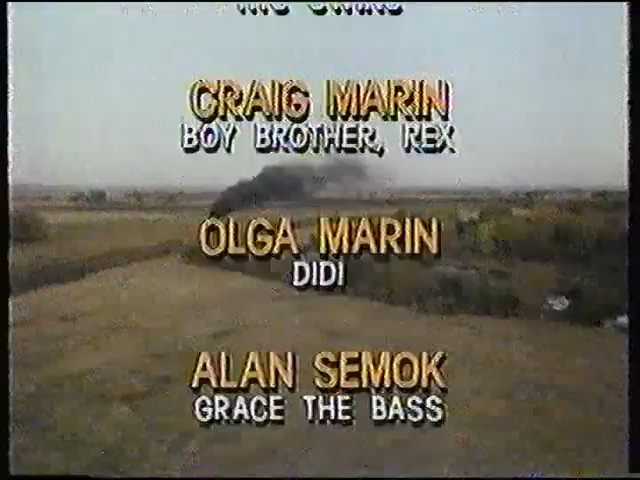 CRAIG MARIN
BOY BROTHER, REX
OLGA MARIN
DIDI
ALAN SEMOK
GRACE THE BASS